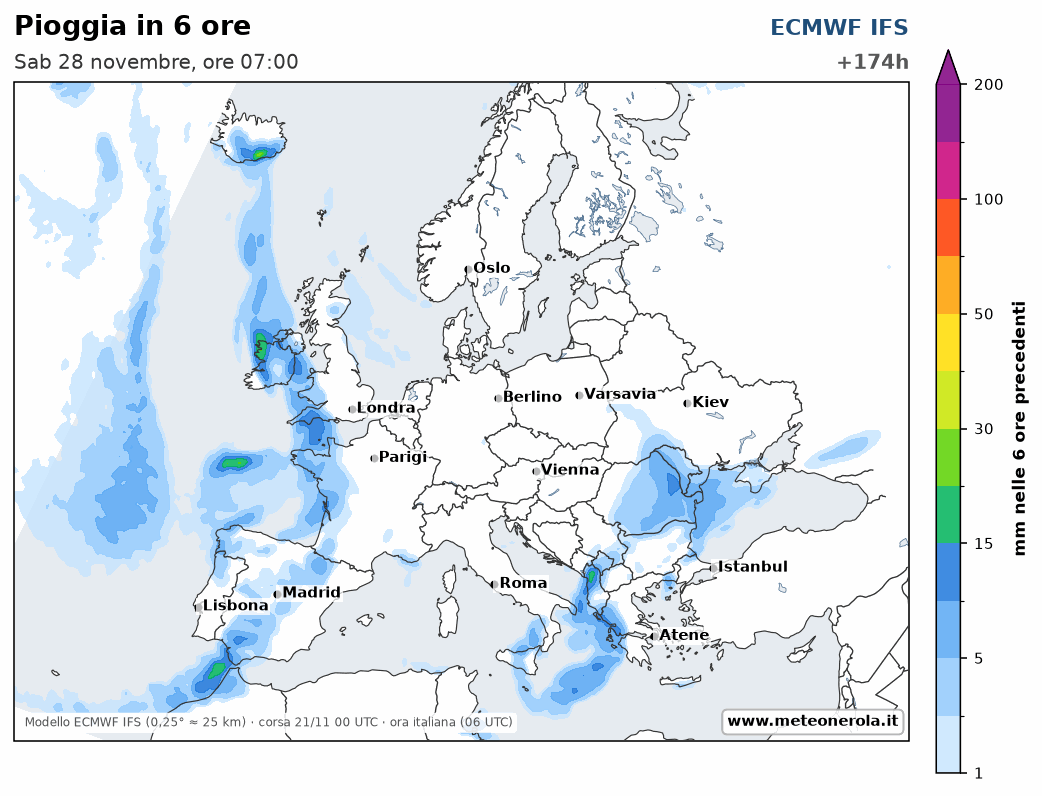 Pioggia in 6 ore
ECMWF IFS
Sab 28 novembre, ore 07:00
+174h
200
100
50
30
15
5
1
mm nelle 6 ore precedenti
Oslo
Berlino
Varsavia
Kiev
Londra
Parigi
Vienna
Istanbul
Roma
Madrid
Lisbona
Atene
Modello ECMWF IFS (0,25° ≈ 25 km) · corsa 21/11 00 UTC · ora italiana (06 UTC)
www.meteonerola.it